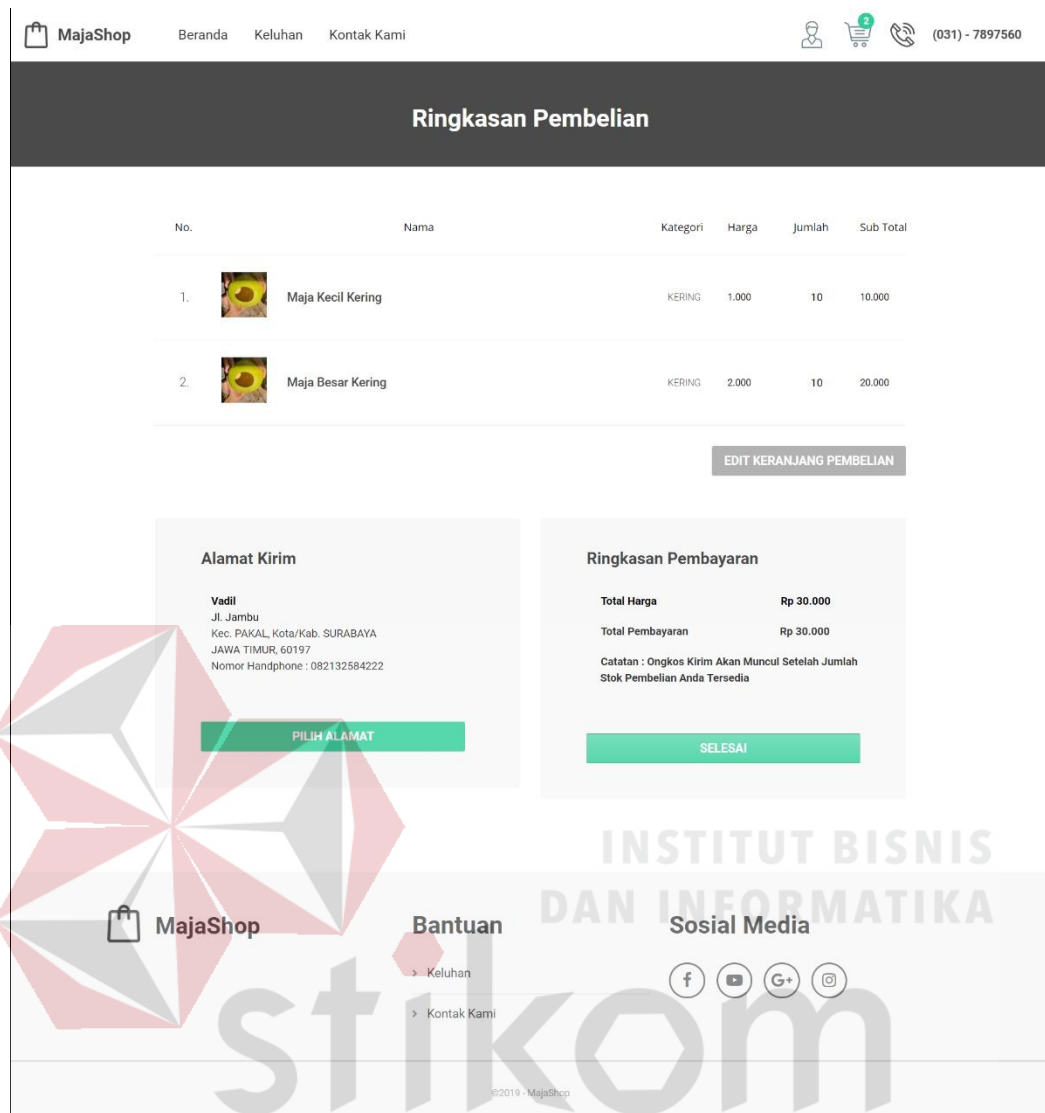 MajaShop Beranda Keluhan Kontak Kami 2 (031) - 7897560
Ringkasan Pembelian
No. Nama Kategori Harga Jumlah Sub Total
1. Maja Kecil Kering KERING 1.000 10 10.000
2. Maja Besar Kering KERING 2.000 10 20.000
EDIT KERANJANG PEMBELIAN
Alamat Kirim
Vadil
Jl. Jambu
Kec. PAKAL, Kota/Kab. SURABAYA
JAWA TIMUR, 60197
Nomor Handphone : 082132584222
PILIH ALAMAT
Ringkasan Pembayaran
Total Harga Rp 30.000
Total Pembayaran Rp 30.000
Catatan : Ongkos Kirim Akan Muncul Setelah Jumlah
Stok Pembelian Anda Tersedia
SELESAI
INSTITUT BISNIS
DAN INFORMATIKA
stikom
MajaShop
Bantuan
> Keluhan
> Kontak Kami
Sosial Media
f G+
©2019 - MajaShop